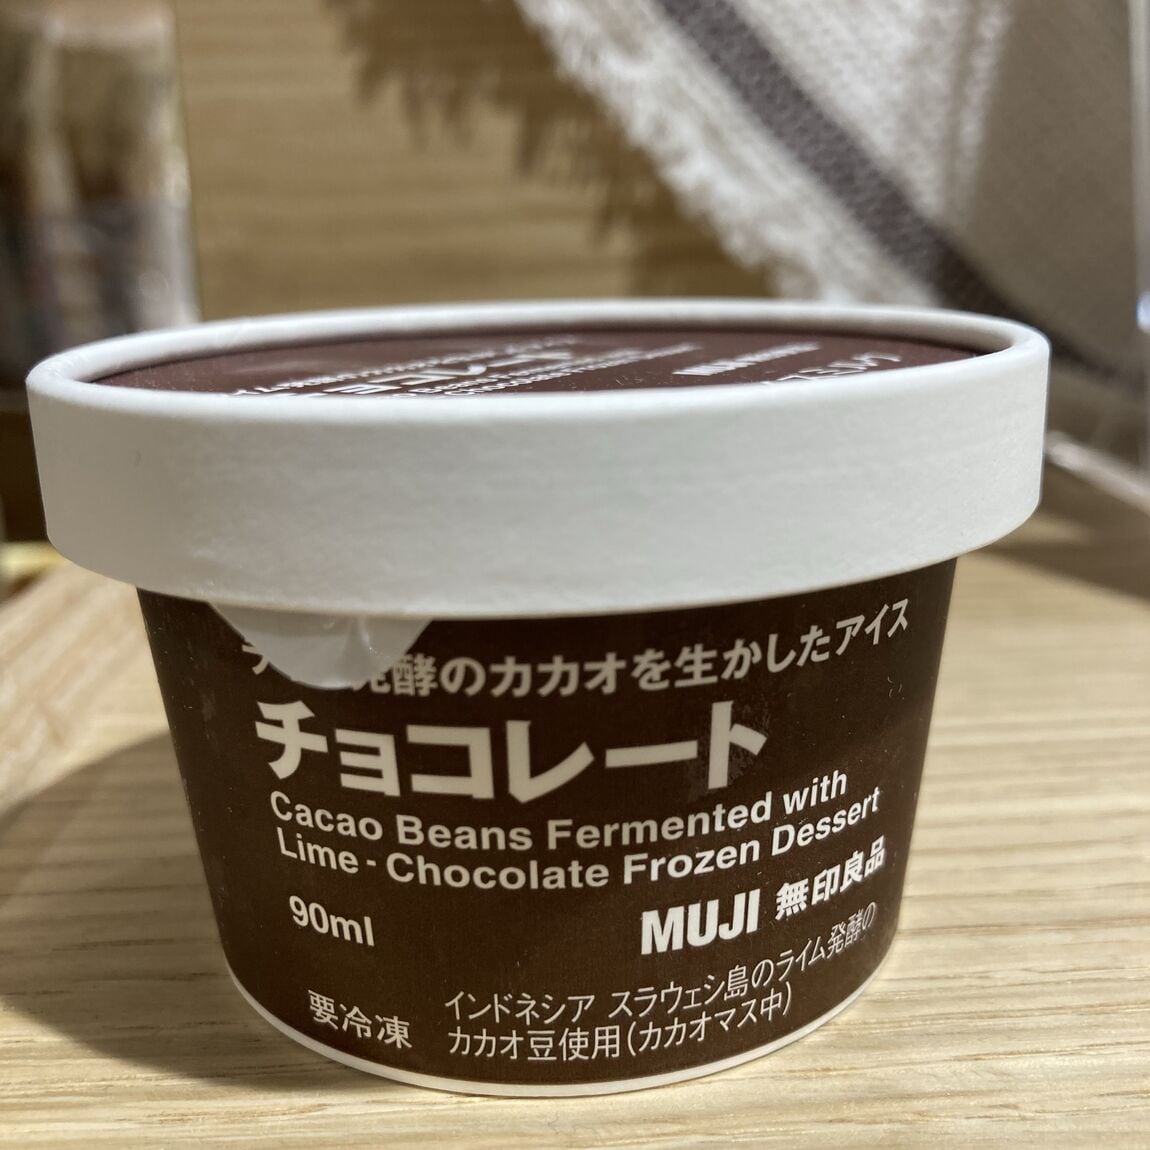 発酵のカカオを生かしたアイス
チョコレート
Cacao Beans Fermented with
Lime - Chocolate Frozen Dessert
90ml
MUJI 無印良品
要冷凍
インドネシア スラウェシ島のライム発酵の
カカオ豆使用(カカオマス中)